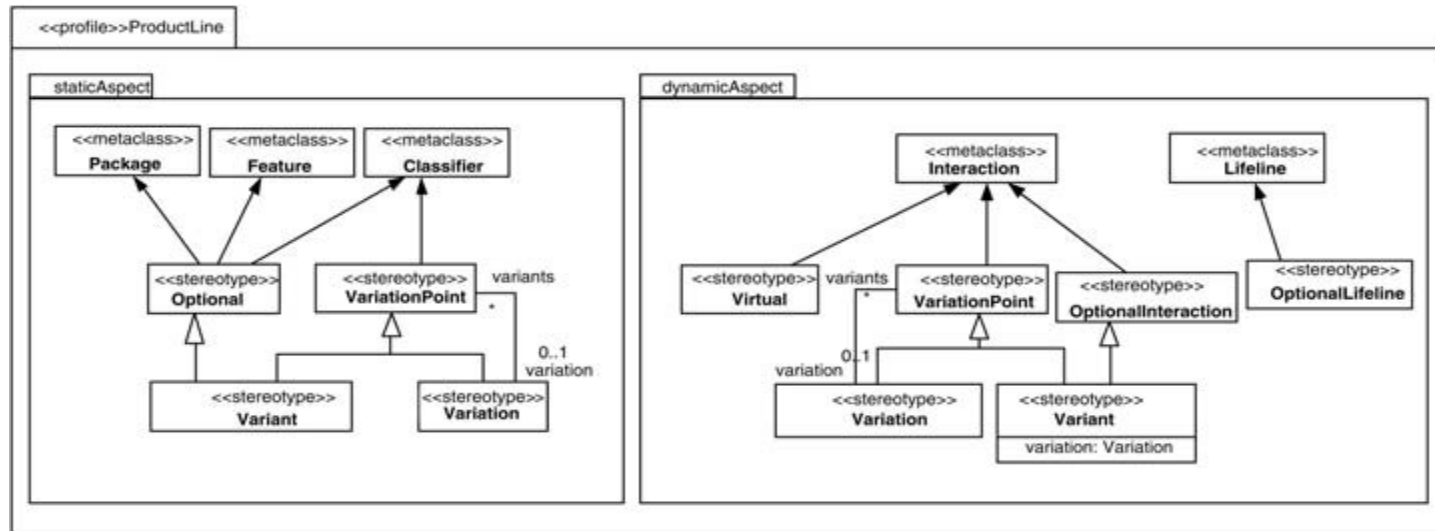 <<profile>>ProductLine
staticAspect
<<metaclass>>
Package
<<metaclass>>
Feature
<<metaclass>>
Classifier
<<stereotype>>
Optional
<<stereotype>>
VariationPoint
variants
*
0..1
variation
<<stereotype>>
Variant
<<stereotype>>
Variation
dynamicAspect
<<metaclass>>
Interaction
<<metaclass>>
Lifeline
<<stereotype>>
Virtual
variants
*
<<stereotype>>
VariationPoint
<<stereotype>>
OptionalInteraction
<<stereotype>>
OptionalLifeline
0..1
variation
<<stereotype>>
Variation
<<stereotype>>
Variant
variation: Variation